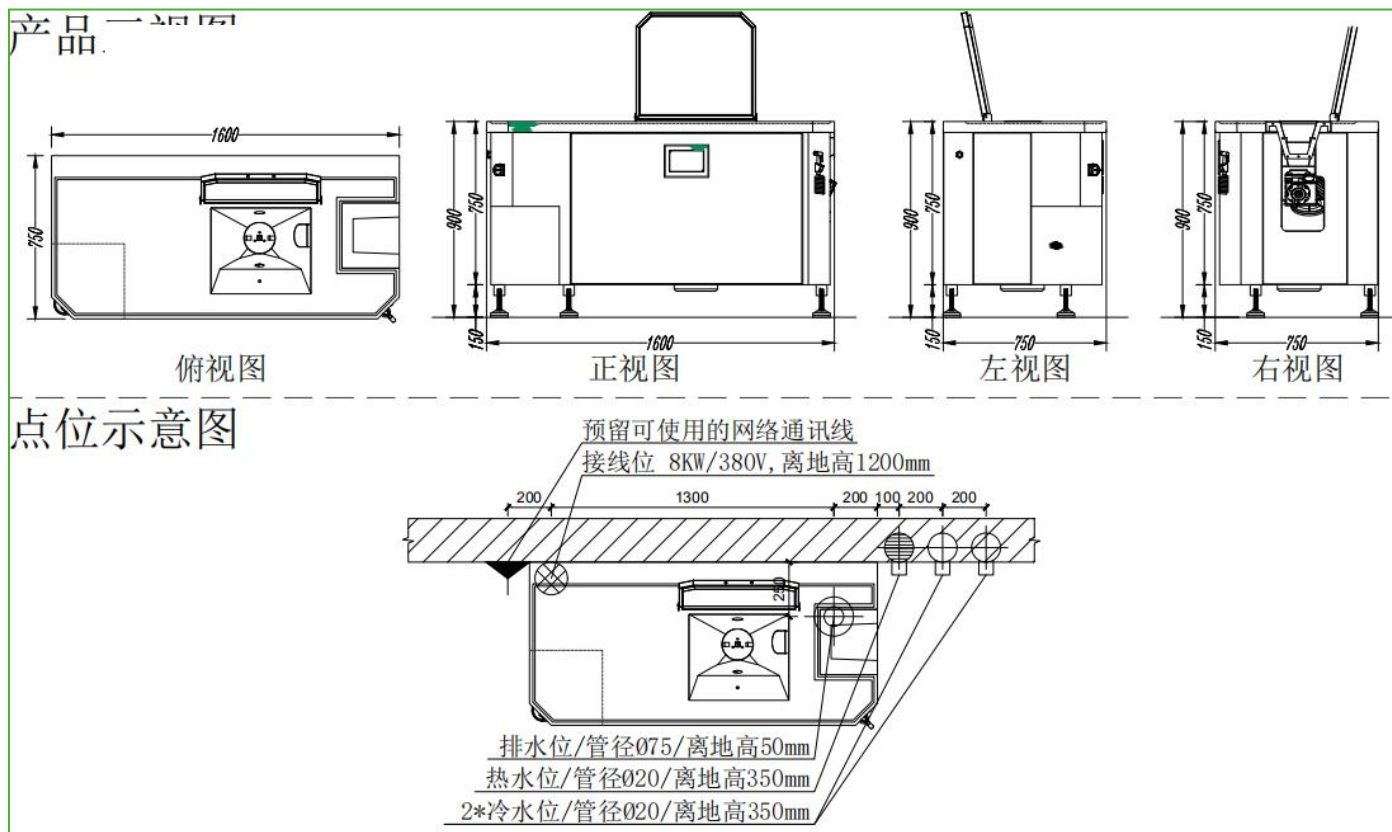 产品
1600
750
俯视图
900
750
150
1600
正视图
900
750
150
750
左视图
900
750
150
750
右视图
点位示意图
预留可使用的网络通讯线
接线位 8KW/380V,离地高1200mm
200 1300 200 100 200 200
250
排水位/管径Ø75/离地高50mm
热水位/管径Ø20/离地高350mm
2*冷水位/管径Ø20/离地高350mm